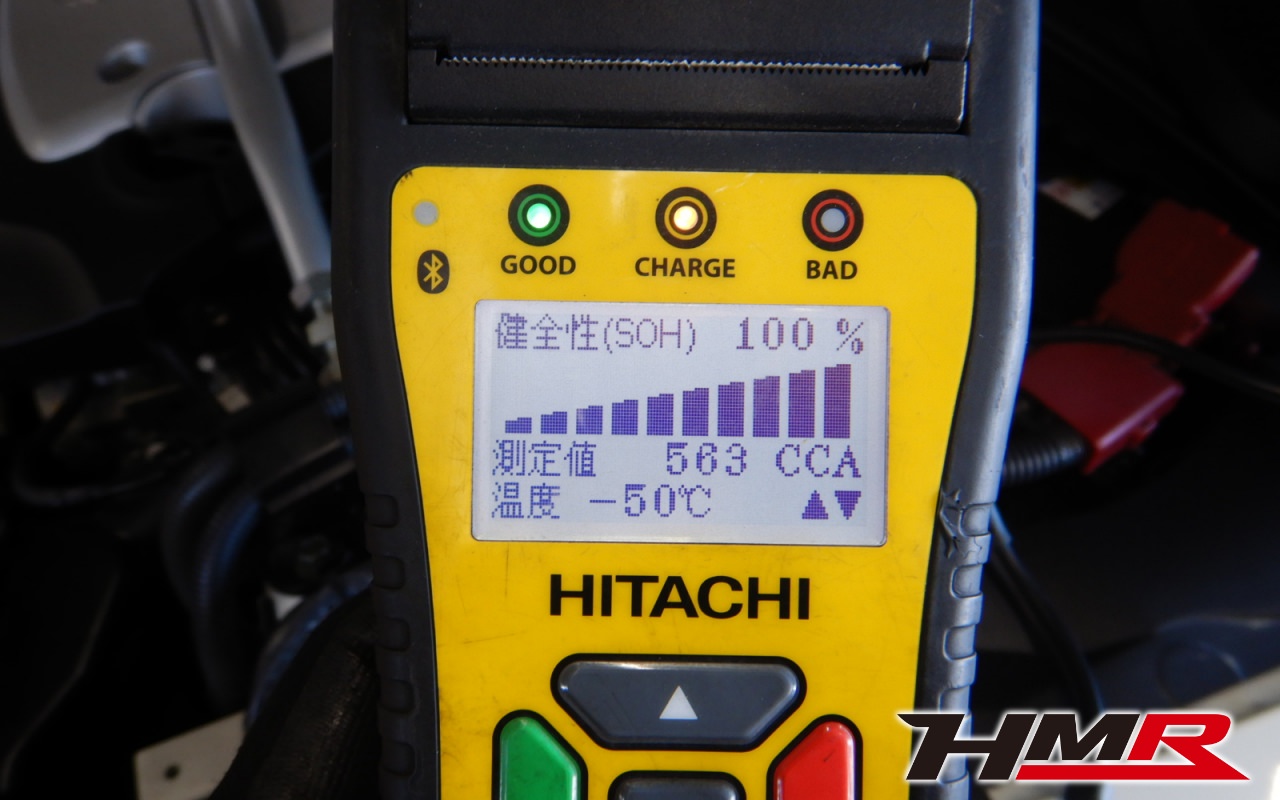 GOOD CHARGE BAD
健全性(SOH) 100 %
測定値 563 CCA
温度 -50℃ ▲▼
HITACHI
HMR